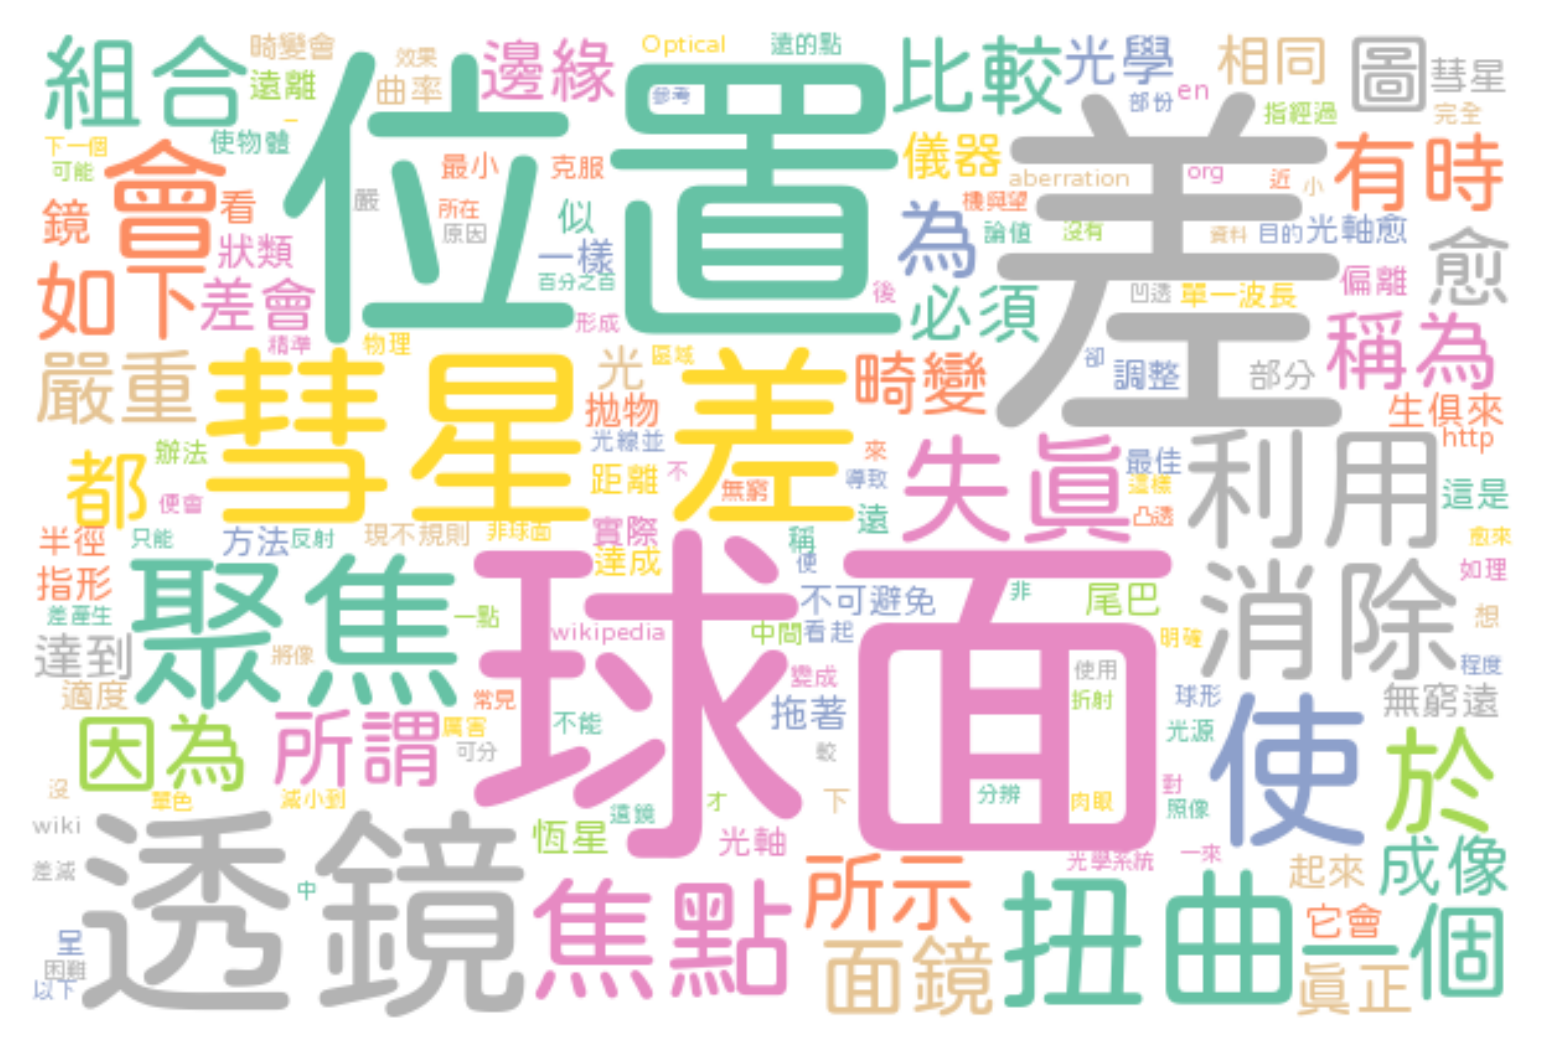 組合
畸變會
效果
邊緣
Optical
遠的點
比較
光學
相同
圖
彗星
遠離
曲率
參考
部份
en
指經過
完全
下一個
使物體
位置
差
儀器
有時
可能
會
最小
克服
aberration
org
近
小
鏡
看
嚴
所在
原因
似
為
機與望
論值
沒有
資料
目的
光軸愈
愈
狀類
一樣
百分之百
如下
差會
後
必須
凹透
單一波長
偏離
精準
物理
形成
稱為
嚴重
彗星
光
區域
差
畸變
卻
調整
部分
拋物
生俱來
光線並
http
都
辦法
距離
不
來
失真
最佳
利用
便會
無窮
導致
這樣
這是
遠
凸透
半徑
只能
方法
反射
現不規則
非球面
實際
稱
愈來
聚焦
達成
便
指形
球面
消除
如理
差產生
一點
不可避免
非
尾巴
想
wikipedia
中間
看起
明確
達到
將像
變成
使用
程度
適度
常見
拖著
折射
球形
無窮遠
因為
所謂
厲害
不能
光源
使
於
可分
較
沒
單色
減小到
才
下
分辨
肉眼
對
照像
wiki
透鏡
遠鏡
恆星
光軸
成像
差減
光學系統
一來
起來
中
焦點
所示
扭曲
一個
它會
呈
困難
面鏡
真正
以下